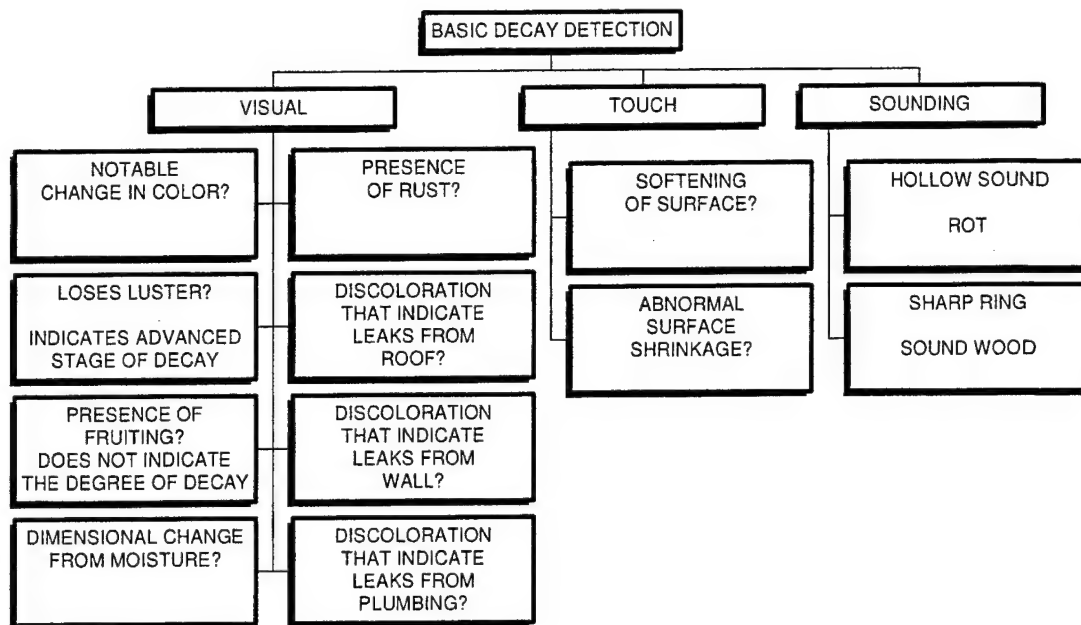 BASIC DECAY DETECTION
VISUAL
TOUCH
SOUNDING
NOTABLE
CHANGE IN COLOR?
PRESENCE
OF RUST?
SOFTENING
OF SURFACE?
HOLLOW SOUND
ROT
LOSES LUSTER?
INDICATES ADVANCED
STAGE OF DECAY
DISCOLORATION
THAT INDICATE
LEAKS FROM
ROOF?
ABNORMAL
SURFACE
SHRINKAGE?
SHARP RING
SOUND WOOD
PRESENCE OF
FRUITING?
DOES NOT INDICATE
THE DEGREE OF DECAY
DISCOLORATION
THAT INDICATE
LEAKS FROM
WALL?
DIMENSIONAL CHANGE
FROM MOISTURE?
DISCOLORATION
THAT INDICATE
LEAKS FROM
PLUMBING?